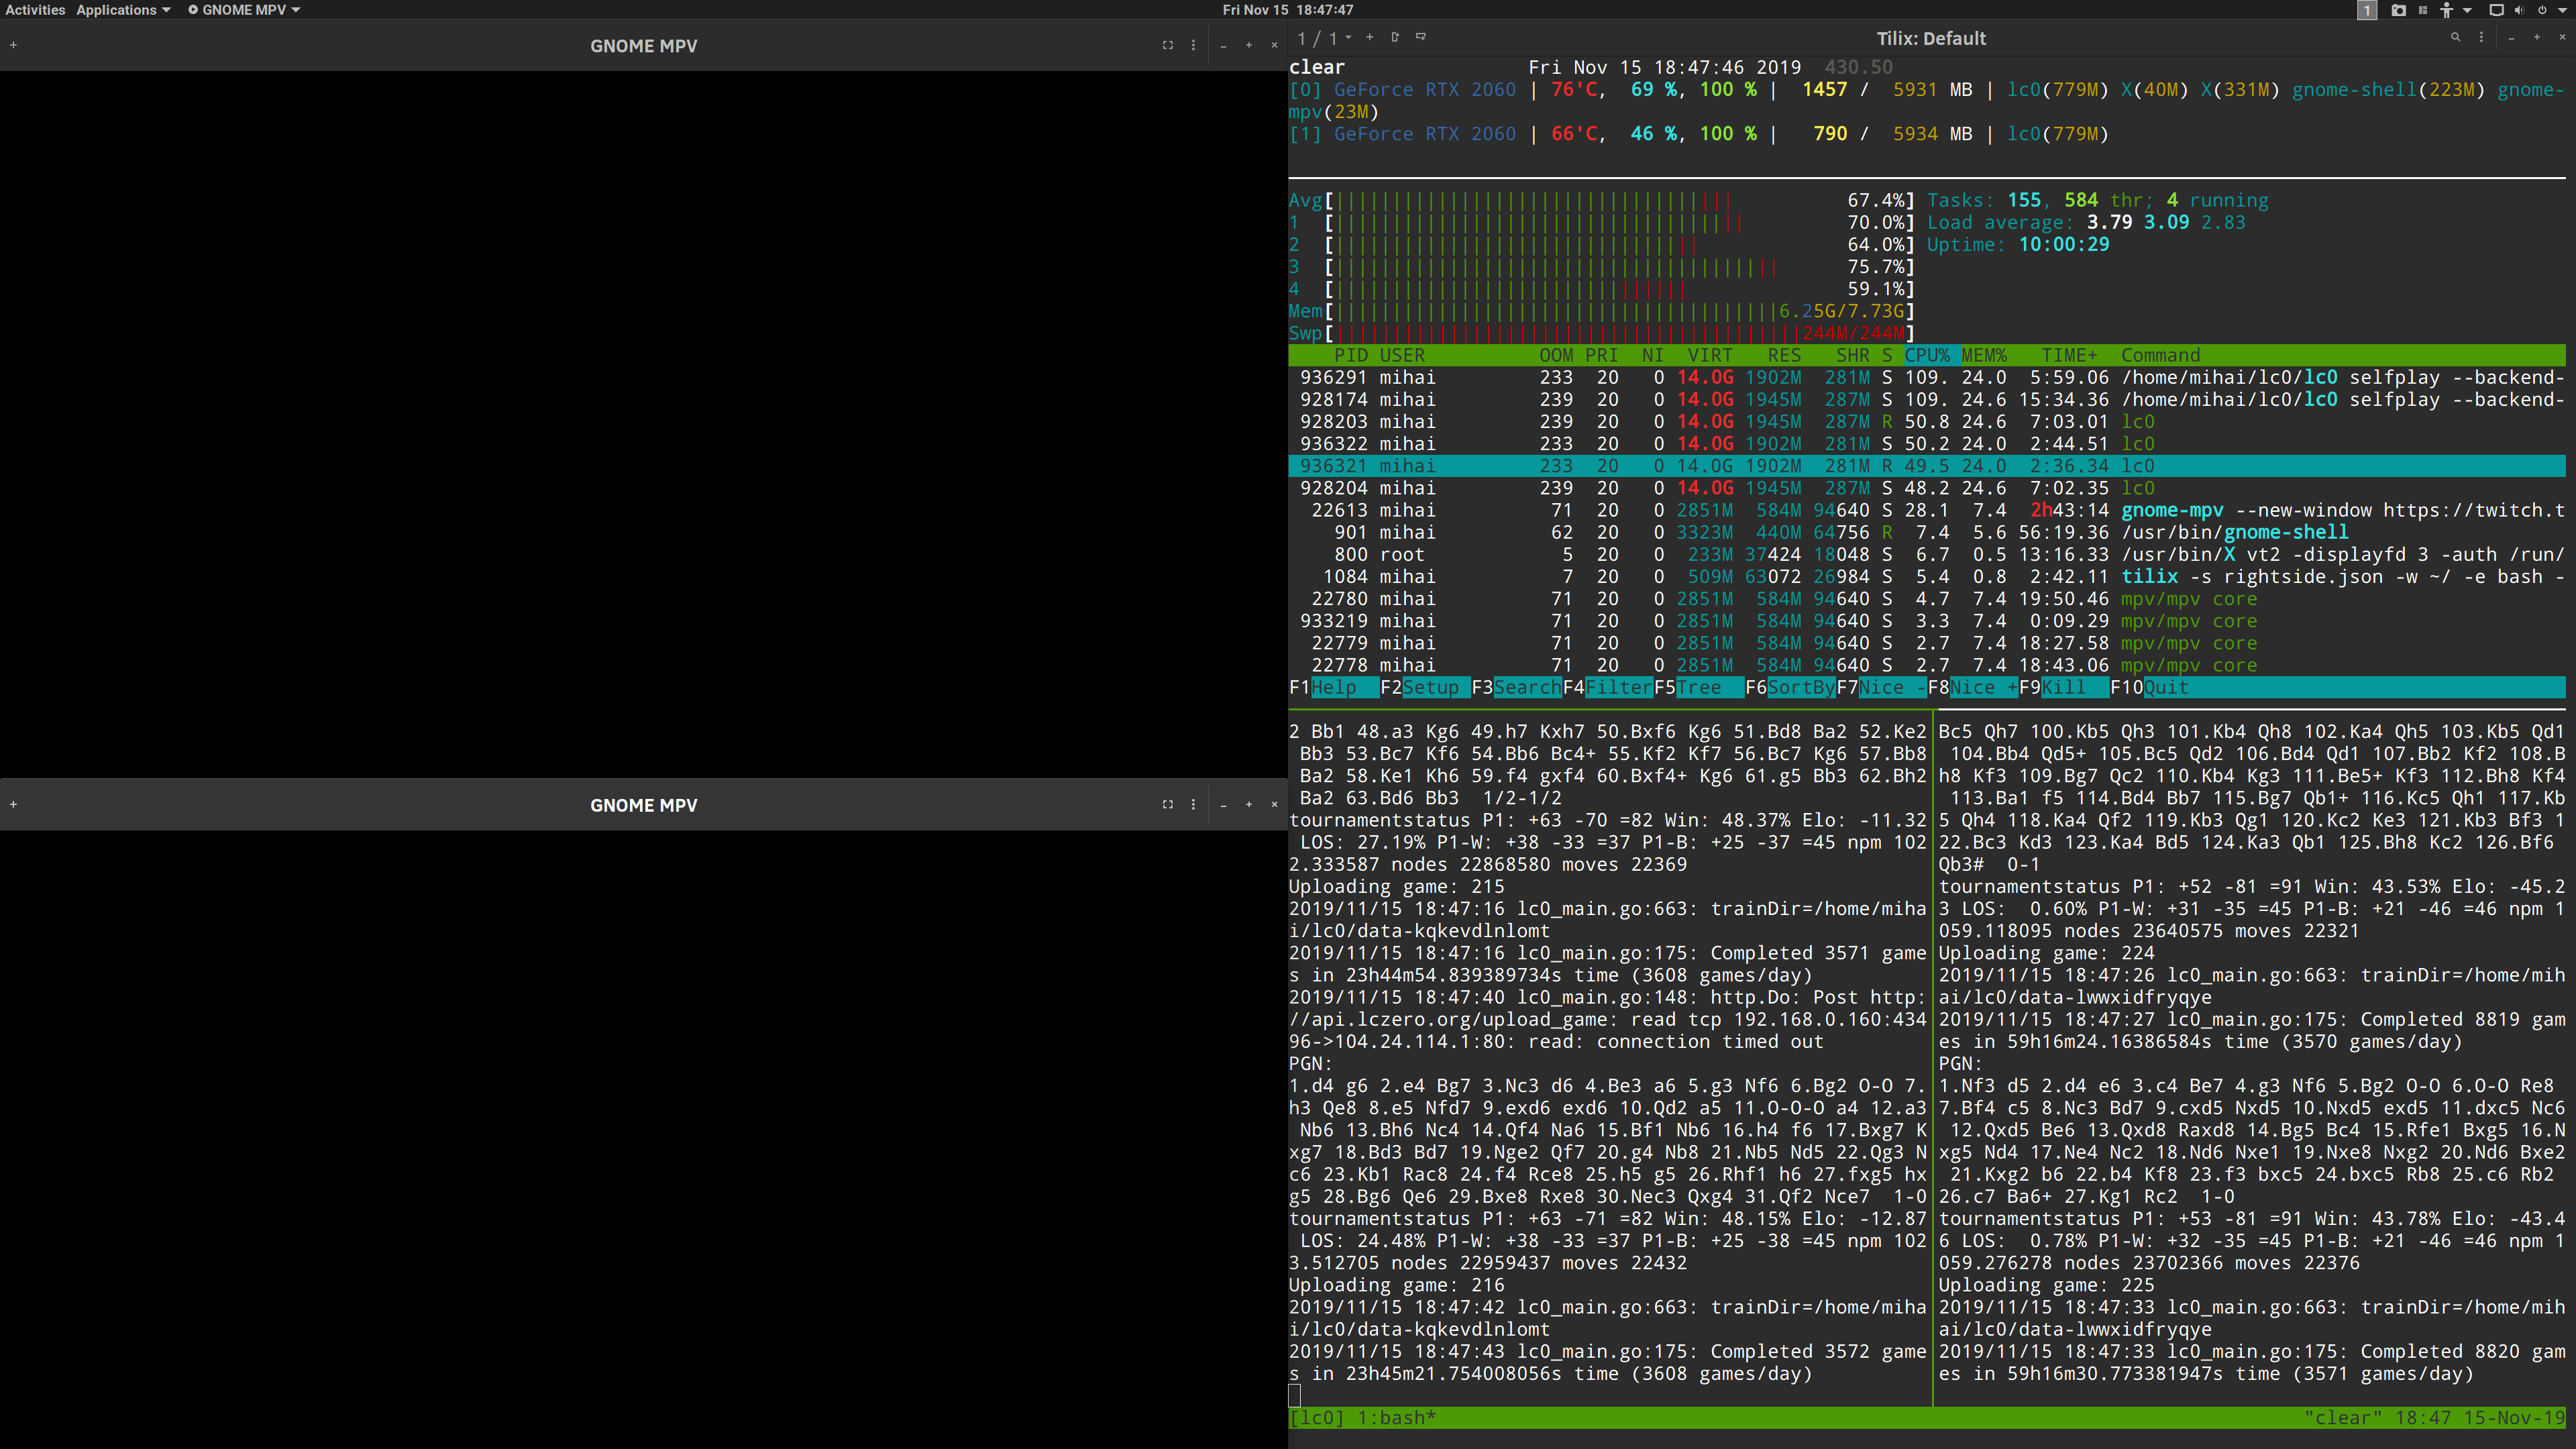 Activities Applications GNOME MPV Fri Nov 15 18:47:47 1
GNOME MPV
GNOME MPV
1 / 1 Tilix: Default
clear Fri Nov 15 18:47:46 2019 430.50
[0] GeForce RTX 2060 | 76'C, 69 %, 100 % | 1457 / 5931 MB | lc0(779M) X(40M) X(331M) gnome-shell(223M) gnome-
mpv(23M)
[1] GeForce RTX 2060 | 66'C, 46 %, 100 % | 790 / 5934 MB | lc0(779M)
Avg[ 67.4%] Tasks: 155, 584 thr; 4 running
1 [ 70.0%] Load average: 3.79 3.09 2.83
2 [ 64.0%] Uptime: 10:00:29
3 [ 75.7%]
4 [ 59.1%]
Mem[ 6.25G/7.73G]
Swp[ 244M/244M]
PID USER OOM PRI NI VIRT RES SHR S CPU% MEM% TIME+ Command
936291 mihai 233 20 0 14.0G 1902M 281M S 109. 24.0 5:59.06 /home/mihai/lc0/lc0 selfplay --backend-
928174 mihai 239 20 0 14.0G 1945M 287M S 109. 24.6 15:34.36 /home/mihai/lc0/lc0 selfplay --backend-
928203 mihai 239 20 0 14.0G 1945M 287M R 50.8 24.6 7:03.01 lc0
936322 mihai 233 20 0 14.0G 1902M 281M S 50.2 24.0 2:44.51 lc0
936321 mihai 233 20 0 14.0G 1902M 281M R 49.5 24.0 2:36.34 lc0
928204 mihai 239 20 0 14.0G 1945M 287M S 48.2 24.6 7:02.35 lc0
22613 mihai 71 20 0 2851M 584M 94640 S 28.1 7.4 2h43:14 gnome-mpv --new-window https://twitch.t
901 mihai 62 20 0 3323M 440M 64756 R 7.4 5.6 56:19.36 /usr/bin/gnome-shell
800 root 5 20 0 233M 37424 18048 S 6.7 0.5 13:16.33 /usr/bin/X vt2 -displayfd 3 -auth /run/
1084 mihai 7 20 0 509M 63072 26984 S 5.4 0.8 2:42.11 tilix -s rightside.json -w ~/ -e bash -
22780 mihai 71 20 0 2851M 584M 94640 S 4.7 7.4 19:50.46 mpv/mpv core
933219 mihai 71 20 0 2851M 584M 94640 S 3.3 7.4 0:09.29 mpv/mpv core
22779 mihai 71 20 0 2851M 584M 94640 S 2.7 7.4 18:27.58 mpv/mpv core
22778 mihai 71 20 0 2851M 584M 94640 S 2.7 7.4 18:43.06 mpv/mpv core
F1Help F2Setup F3SearchF4FilterF5Tree F6SortByF7Nice -F8Nice +F9Kill F10Quit
2 Bb1 48.a3 Kg6 49.h7 Kxh7 50.Bxf6 Kg6 51.Bd8 Ba2 52.Ke2
Bb3 53.Bc7 Kf6 54.Bb6 Bc4+ 55.Kf2 Kf7 56.Bc7 Kg6 57.Bb8
Ba2 58.Ke1 Kh6 59.f4 gxf4 60.Bxf4+ Kg6 61.g5 Bb3 62.Bh2
Ba2 63.Bd6 Bb3 1/2-1/2
tournamentstatus P1: +63 -70 =82 Win: 48.37% Elo: -11.32
LOS: 27.19% P1-W: +38 -33 =37 P1-B: +25 -37 =45 npm 102
2.333587 nodes 22868580 moves 22369
Uploading game: 215
2019/11/15 18:47:16 lc0_main.go:663: trainDir=/home/miha
i/lc0/data-kqkevdlnlomt
2019/11/15 18:47:16 lc0_main.go:175: Completed 3571 game
s in 23h44m54.839389734s time (3608 games/day)
2019/11/15 18:47:40 lc0_main.go:148: http.Do: Post http:
//api.lczero.org/upload_game: read tcp 192.168.0.160:434
96->104.24.114.1:80: read: connection timed out
PGN:
1.d4 g6 2.e4 Bg7 3.Nc3 d6 4.Be3 a6 5.g3 Nf6 6.Bg2 O-O 7.
h3 Qe8 8.e5 Nfd7 9.exd6 exd6 10.Qd2 a5 11.O-O-O a4 12.a3
Nb6 13.Bh6 Nc4 14.Qf4 Na6 15.Bf1 Nb6 16.h4 f6 17.Bxg7 K
xg7 18.Bd3 Bd7 19.Nge2 Qf7 20.g4 Nb8 21.Nb5 Nd5 22.Qg3 N
c6 23.Kb1 Rac8 24.f4 Rce8 25.h5 g5 26.Rhf1 h6 27.fxg5 hx
g5 28.Bg6 Qe6 29.Bxe8 Rxe8 30.Nec3 Qxg4 31.Qf2 Nce7 1-0
tournamentstatus P1: +63 -71 =82 Win: 48.15% Elo: -12.87
LOS: 24.48% P1-W: +38 -33 =37 P1-B: +25 -38 =45 npm 102
3.512705 nodes 22959437 moves 22432
Uploading game: 216
2019/11/15 18:47:42 lc0_main.go:663: trainDir=/home/miha
i/lc0/data-kqkevdlnlomt
2019/11/15 18:47:43 lc0_main.go:175: Completed 3572 game
s in 23h45m21.754008056s time (3608 games/day)
Bc5 Qh7 100.Kb5 Qh3 101.Kb4 Qh8 102.Ka4 Qh5 103.Kb5 Qd1
104.Bb4 Qd5+ 105.Bc5 Qd2 106.Bd4 Qd1 107.Bb2 Kf2 108.B
h8 Kf3 109.Bg7 Qc2 110.Kb4 Kg3 111.Be5+ Kf3 112.Bh8 Kf4
113.Ba1 f5 114.Bd4 Bb7 115.Bg7 Qb1+ 116.Kc5 Qh1 117.Kb
5 Qh4 118.Ka4 Qf2 119.Kb3 Qg1 120.Kc2 Ke3 121.Kb3 Bf3 1
22.Bc3 Kd3 123.Ka4 Bd5 124.Ka3 Qb1 125.Bh8 Kc2 126.Bf6
Qb3# 0-1
tournamentstatus P1: +52 -81 =91 Win: 43.53% Elo: -45.2
3 LOS: 0.60% P1-W: +31 -35 =45 P1-B: +21 -46 =46 npm 1
059.118095 nodes 23640575 moves 22321
Uploading game: 224
2019/11/15 18:47:26 lc0_main.go:663: trainDir=/home/mih
ai/lc0/data-lwwxidfryqye
2019/11/15 18:47:27 lc0_main.go:175: Completed 8819 gam
es in 59h16m24.16386584s time (3570 games/day)
PGN:
1.Nf3 d5 2.d4 e6 3.c4 Be7 4.g3 Nf6 5.Bg2 O-O 6.O-O Re8
7.Bf4 c5 8.Nc3 Bd7 9.cxd5 Nxd5 10.Nxd5 exd5 11.dxc5 Nc6
12.Qxd5 Be6 13.Qxd8 Raxd8 14.Bg5 Bc4 15.Rfe1 Bxg5 16.N
xg5 Nd4 17.Ne4 Nc2 18.Nd6 Nxe1 19.Nxe8 Nxg2 20.Nd6 Bxe2
21.Kxg2 b6 22.b4 Kf8 23.f3 bxc5 24.bxc5 Rb8 25.c6 Rb2
26.c7 Ba6+ 27.Kg1 Rc2 1-0
tournamentstatus P1: +53 -81 =91 Win: 43.78% Elo: -43.4
6 LOS: 0.78% P1-W: +32 -35 =45 P1-B: +21 -46 =46 npm 1
059.276278 nodes 23702366 moves 22376
Uploading game: 225
2019/11/15 18:47:33 lc0_main.go:663: trainDir=/home/mih
ai/lc0/data-lwwxidfryqye
2019/11/15 18:47:33 lc0_main.go:175: Completed 8820 gam
es in 59h16m30.773381947s time (3571 games/day)
[lc0] 1:bash* "clear" 18:47 15-Nov-19